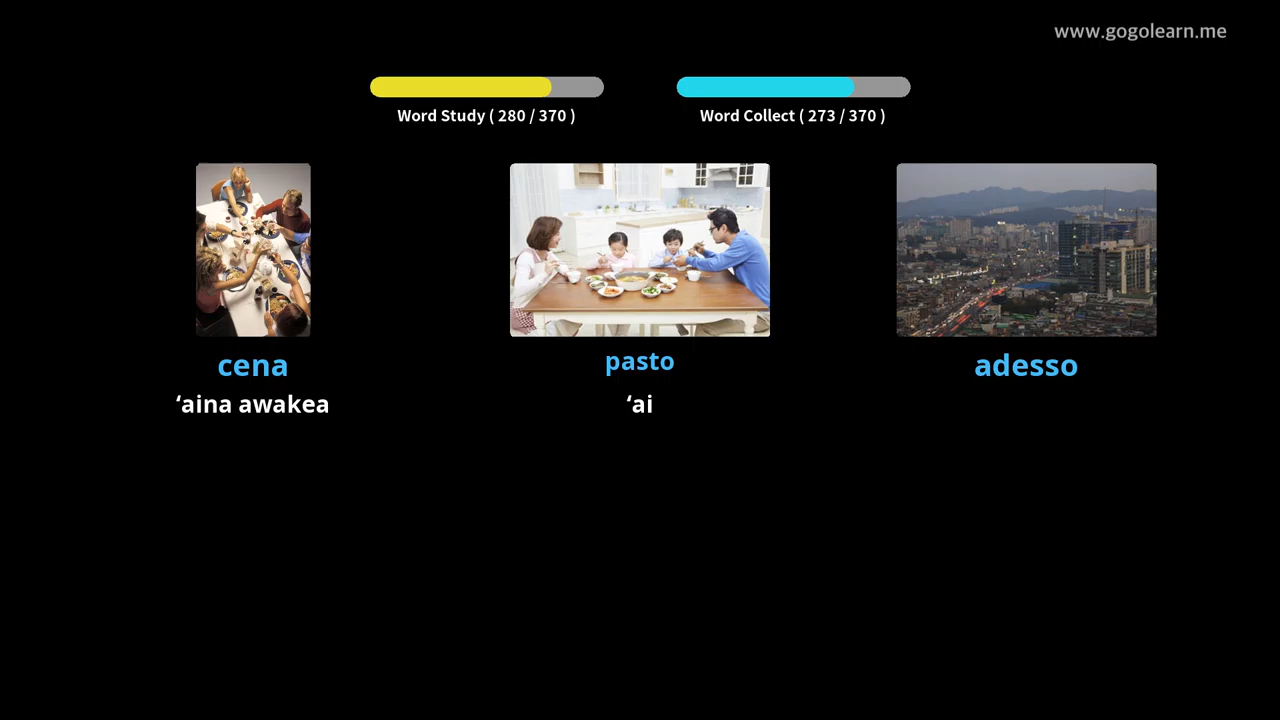 www.gogolearn.me
Word Study ( 280 / 370 )
Word Collect ( 273 / 370 )
cena
pasto
adesso
ʻaina awakea
ʻai